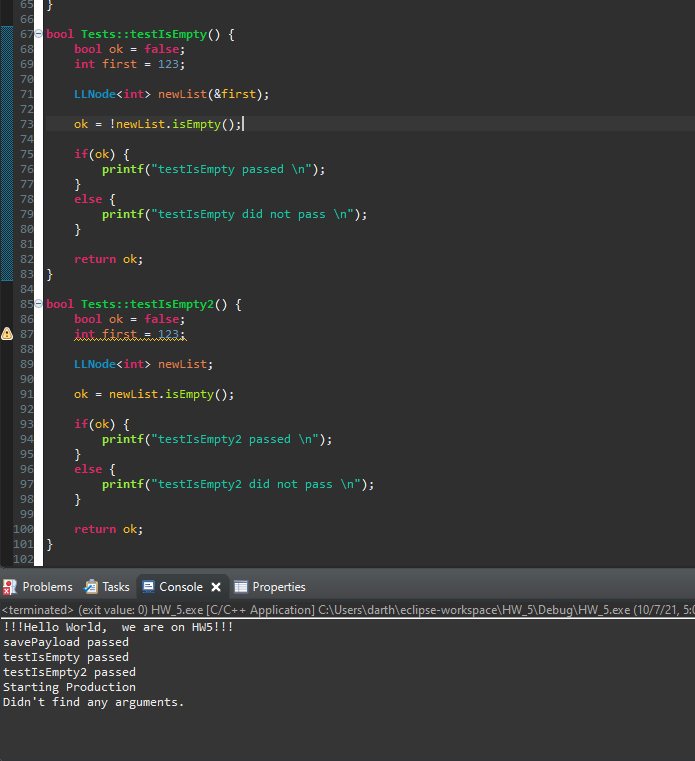 65 }
66
67 bool Tests::testIsEmpty() {
68     bool ok = false;
69     int first = 123;
70
71     LLNode<int> newList(&first);
72
73     ok = !newList.isEmpty();
74
75     if(ok) {
76         printf("testIsEmpty passed \n");
77     }
78     else {
79         printf("testIsEmpty did not pass \n");
80     }
81
82     return ok;
83 }
84
85 bool Tests::testIsEmpty2() {
86     bool ok = false;
87     int first = 123;
88
89     LLNode<int> newList;
90
91     ok = newList.isEmpty();
92
93     if(ok) {
94         printf("testIsEmpty2 passed \n");
95     }
96     else {
97         printf("testIsEmpty2 did not pass \n");
98     }
99
100     return ok;
101 }
102
Problems Tasks Console Properties
<terminated> (exit value: 0) HW_5.exe [C/C++ Application] C:\Users\darth\eclipse-workspace\HW_5\Debug\HW_5.exe (10/7/21, 5:0
!!!Hello World,  we are on HW5!!!
savePayload passed
testIsEmpty passed
testIsEmpty2 passed
Starting Production
Didn't find any arguments.